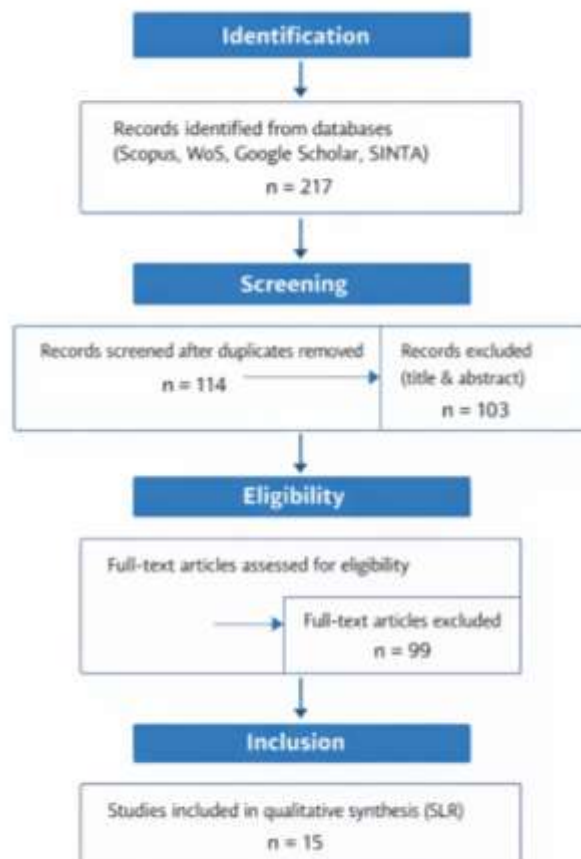 Identification
Records identified from databases
(Scopus, WoS, Google Scholar, SINTA)
n = 217
Screening
Records screened after duplicates removed
n = 114
Records excluded
(title & abstract)
n = 103
Eligibility
Full-text articles assessed for eligibility
Full-text articles excluded
n = 99
Inclusion
Studies included in qualitative synthesis (SLR)
n = 15